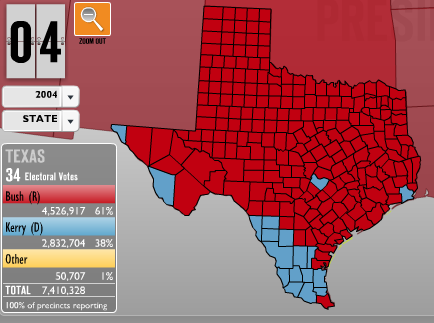 PRESI
04
ZOOM OUT
2004
STATE
TEXAS
34 Electoral Votes
Bush (R)
4,526,917 61%
Kerry (D)
2,832,704 38%
Other
50,707 1%
TOTAL 7,410,328
100% of precincts reporting